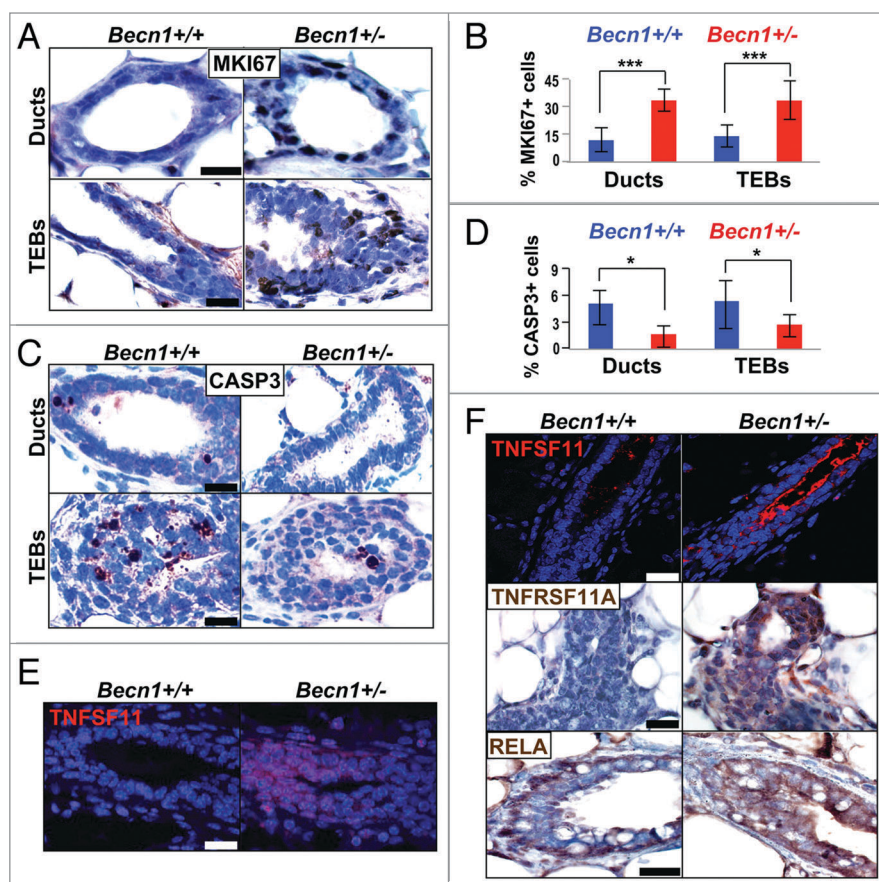 A
Becn1+/+
Becn1+/-
MKI67
Ducts
TEBs
B
Becn1+/+
Becn1+/-
% MKI67+ cells
45
30
15
0
***
***
Ducts
TEBs
C
Becn1+/+
Becn1+/-
CASP3
Ducts
TEBs
D
Becn1+/+
Becn1+/-
% CASP3+ cells
9
6
3
0
*
*
Ducts
TEBs
E
Becn1+/+
Becn1+/-
TNFSF11
F
Becn1+/+
Becn1+/-
TNFSF11
TNFRSF11A
RELA